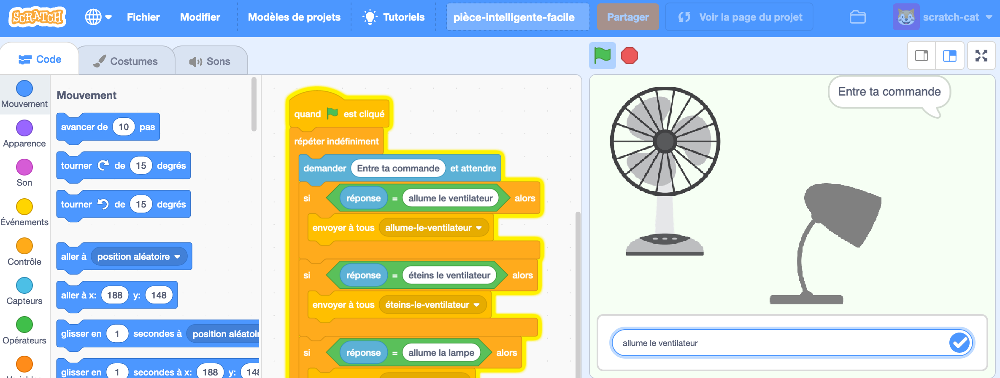 SCRATCH
Fichier
Modifier
Modèles de projets
Tutoriels
pièce-intelligente-facile
Partager
Voir la page du projet
scratch-cat
Code
Costumes
Sons
Mouvement
Apparence
Son
Événements
Contrôle
Capteurs
Opérateurs
Mouvement
avancer de 10 pas
tourner de 15 degrés
tourner de 15 degrés
aller à position aléatoire
aller à x: 188 y: 148
glisser en 1 secondes à position
glisser en 1 secondes à x: 188 y:
quand est cliqué
répéter indéfiniment
demander Entre ta commande et attendre
si réponse = allume le ventilateur alors
envoyer à tous allume-le-ventilateur
si réponse = éteins le ventilateur alors
envoyer à tous éteins-le-ventilateur
si réponse = allume la lampe alors
Entre ta commande
allume le ventilateur